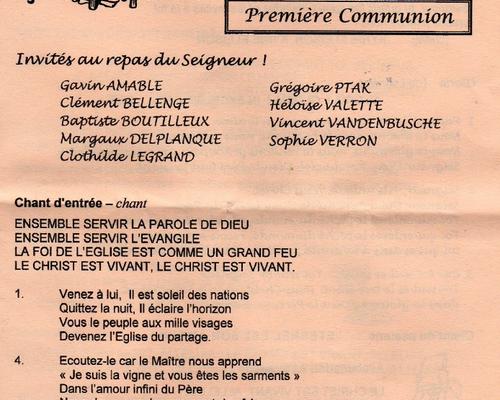 Première Communion
Invités au repas du Seigneur !
Gavin AMABLE
Clément BELLENGE
Baptiste BOUTILLEUX
Margaux DELPLANQUE
Clothilde LEGRAND
Grégoire PTAK
Héloïse VALETTE
Vincent VANDENBUSCHE
Sophie VERRON
Chant d'entrée – chant
ENSEMBLE SERVIR LA PAROLE DE DIEU
ENSEMBLE SERVIR L'EVANGILE
LA FOI DE L'EGLISE EST COMME UN GRAND FEU
LE CHRIST EST VIVANT, LE CHRIST EST VIVANT.
1. Venez à lui, Il est soleil des nations
Quittez la nuit, Il éclaire l'horizon
Vous le peuple aux mille visages
Devenez l'Eglise du partage.
4. Ecoutez-le car le Maître nous apprend
« Je suis la vigne et vous êtes les sarments »
Dans l'amour infini du Père